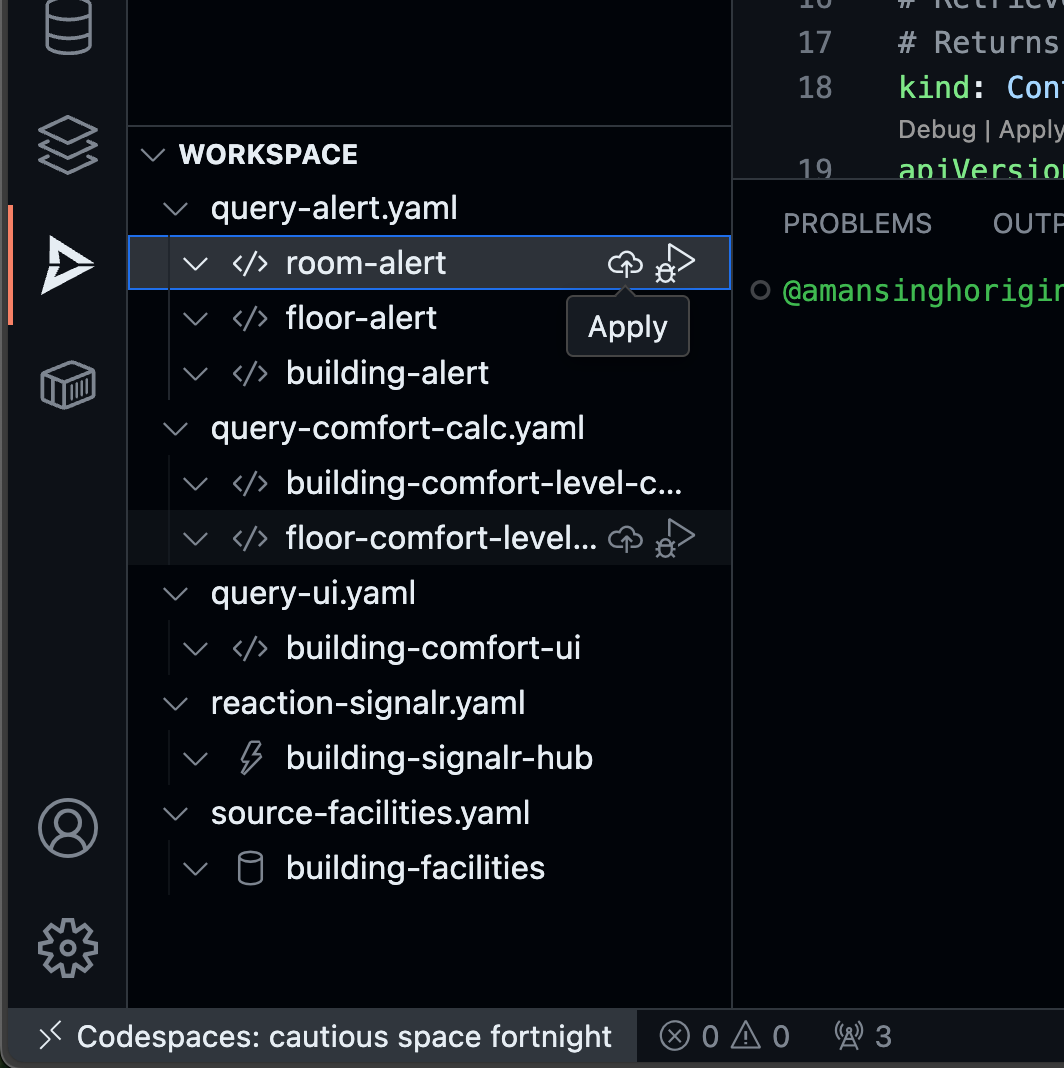 WORKSPACE
query-alert.yaml
room-alert
Apply
floor-alert
building-alert
query-comfort-calc.yaml
building-comfort-level-c...
floor-comfort-level...
query-ui.yaml
building-comfort-ui
reaction-signalr.yaml
building-signalr-hub
source-facilities.yaml
building-facilities
16 # Retriev
17 # Returns
18 kind: Con
Debug | Apply
19 apiVersion
PROBLEMS OUTP
@amansinghorigin
Codespaces: cautious space fortnight
0 0 3